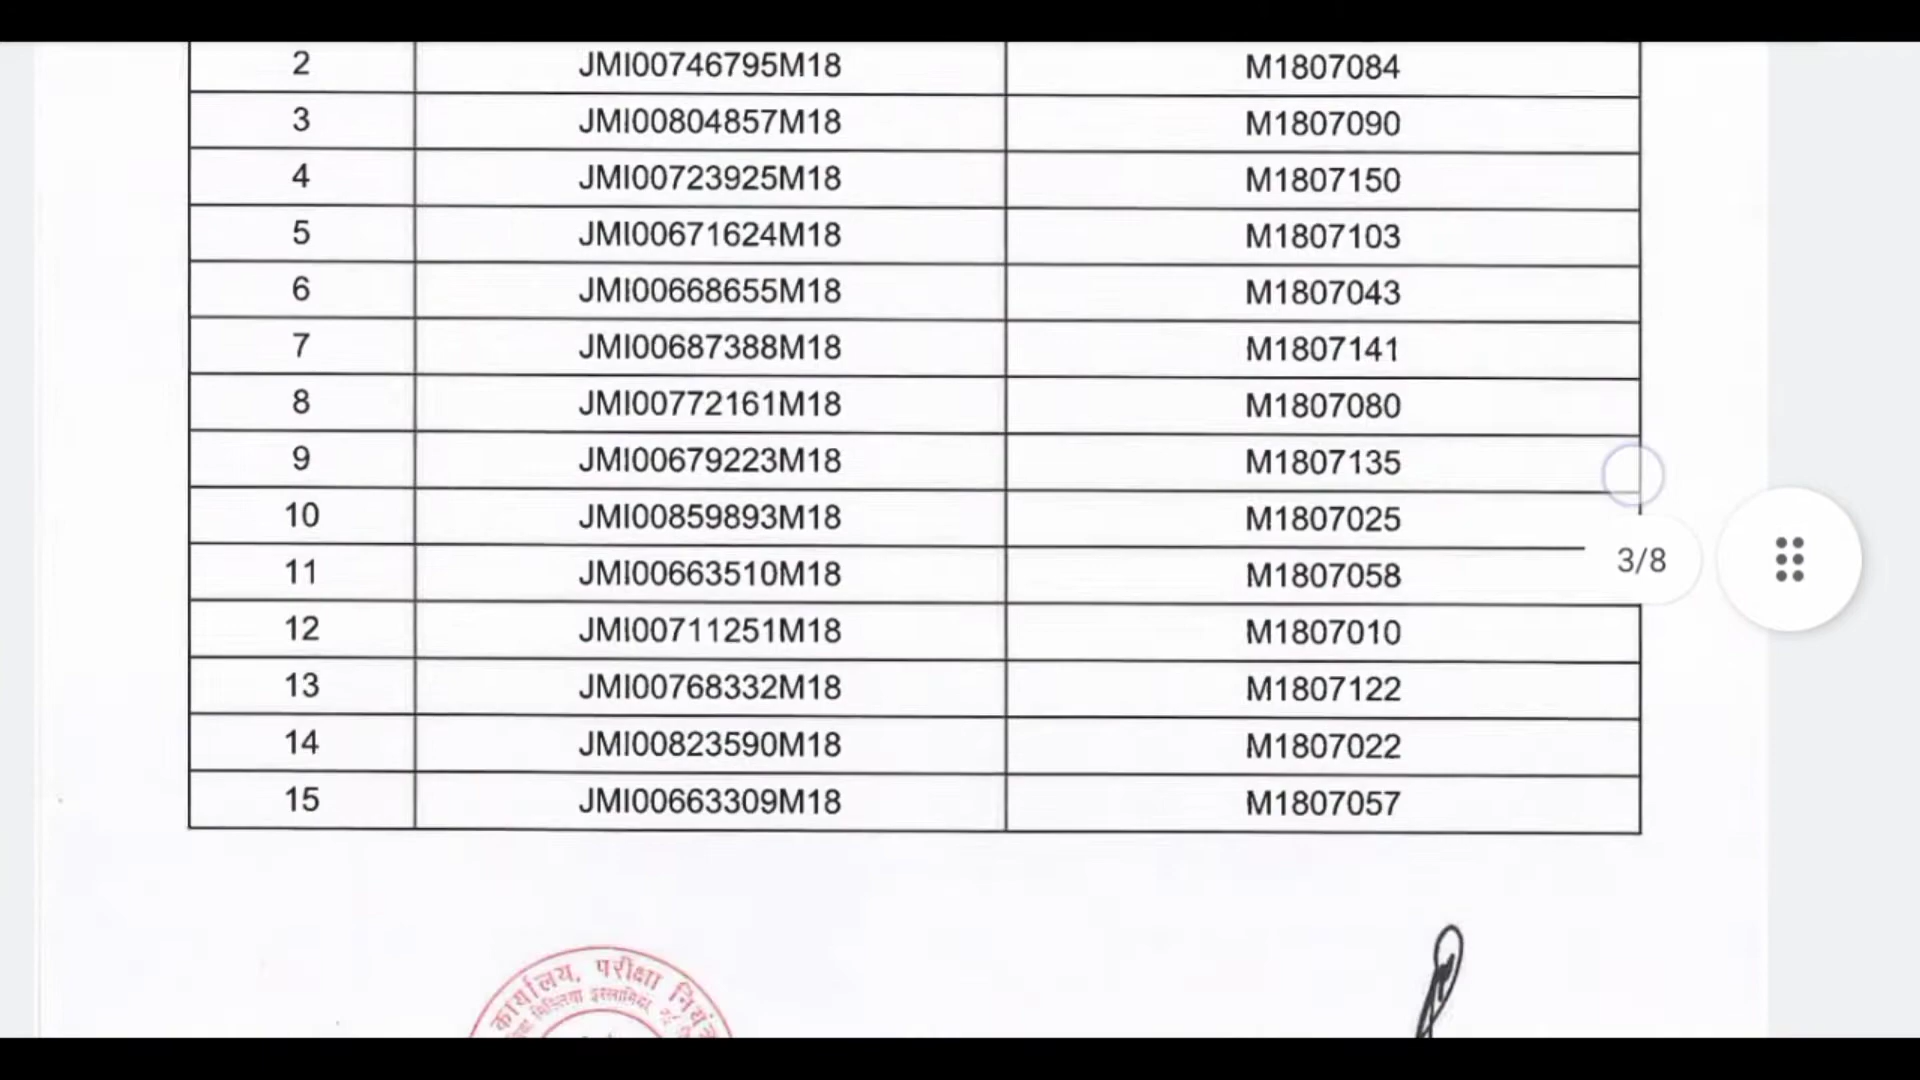 2 JMI00746795M18 M1807084
3 JMI00804857M18 M1807090
4 JMI00723925M18 M1807150
5 JMI00671624M18 M1807103
6 JMI00668655M18 M1807043
7 JMI00687388M18 M1807141
8 JMI00772161M18 M1807080
9 JMI00679223M18 M1807135
10 JMI00859893M18 M1807025
11 JMI00663510M18 M1807058
3/8
12 JMI00711251M18 M1807010
13 JMI00768332M18 M1807122
14 JMI00823590M18 M1807022
15 JMI00663309M18 M1807057
कार्यालय, परीक्षा
इस्लामिया,